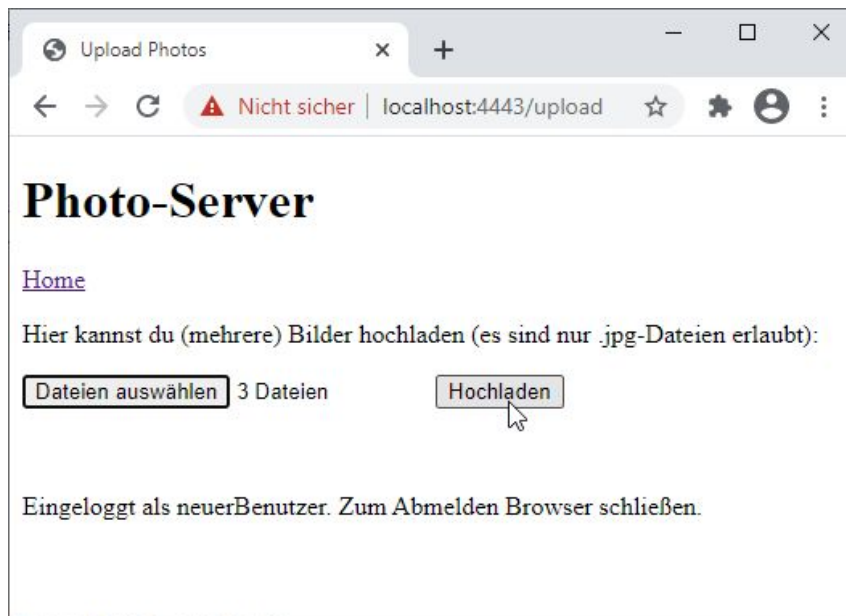 Upload Photos
Nicht sicher | localhost:4443/upload
Photo-Server
Home
Hier kannst du (mehrere) Bilder hochladen (es sind nur .jpg-Dateien erlaubt):
Dateien auswählen 3 Dateien Hochladen
Eingeloggt als neuerBenutzer. Zum Abmelden Browser schließen.